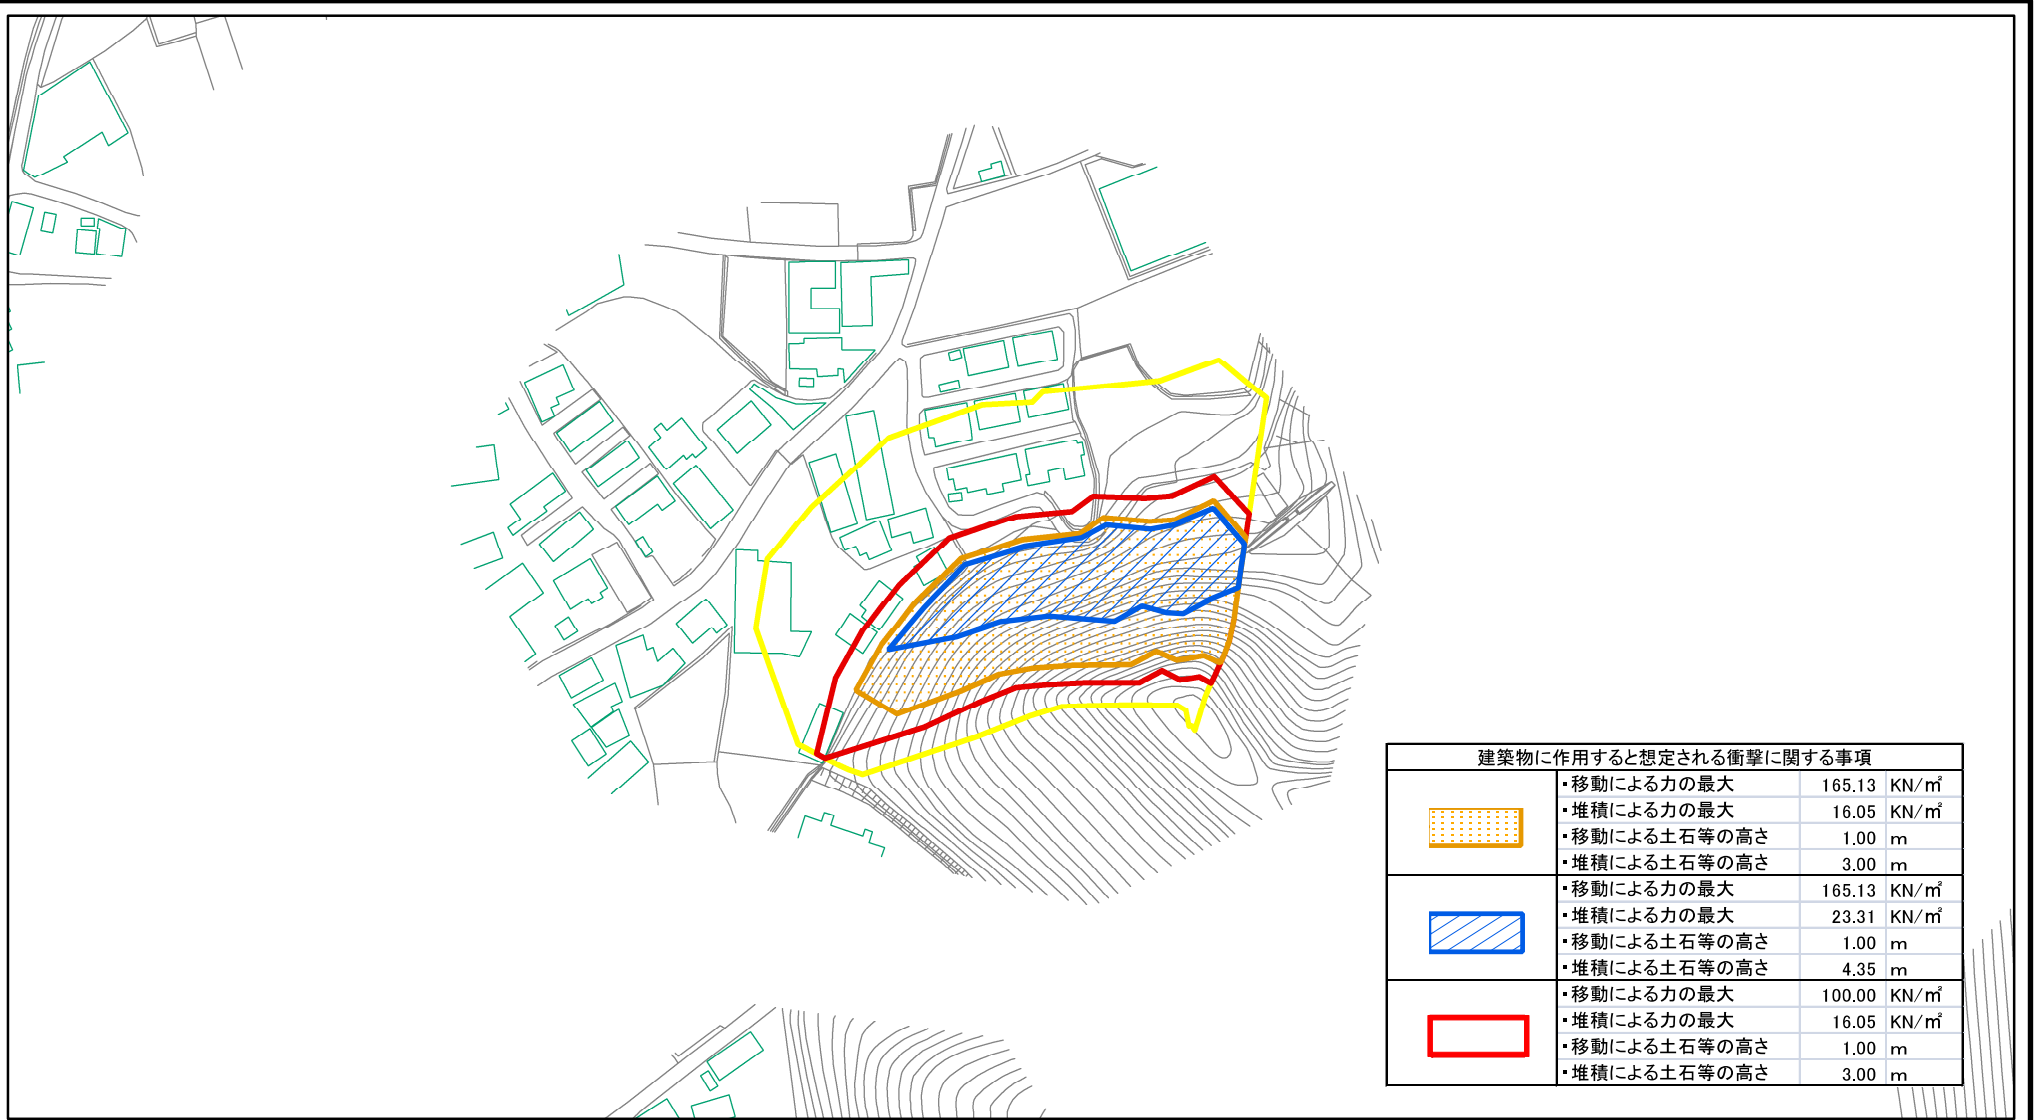 建築物に作用すると想定される衝撃に関する事項
・移動による力の最大 165.13 KN/㎡
・堆積による力の最大 16.05 KN/㎡
・移動による土石等の高さ 1.00 m
・堆積による土石等の高さ 3.00 m
・移動による力の最大 165.13 KN/㎡
・堆積による力の最大 23.31 KN/㎡
・移動による土石等の高さ 1.00 m
・堆積による土石等の高さ 4.35 m
・移動による力の最大 100.00 KN/㎡
・堆積による力の最大 16.05 KN/㎡
・移動による土石等の高さ 1.00 m
・堆積による土石等の高さ 3.00 m